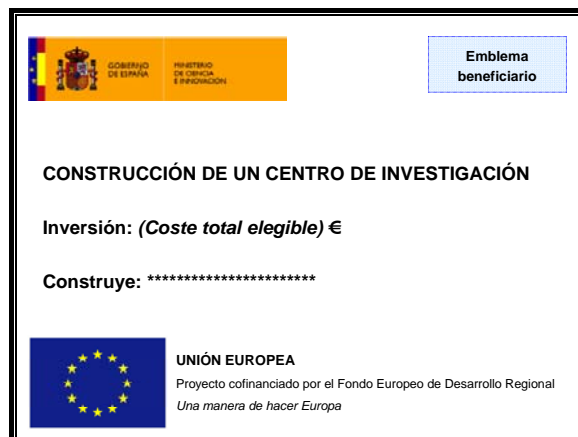 GOBIERNO
DE ESPAÑA
MINISTERIO
DE CIENCIA
E INNOVACIÓN
Emblema
beneficiario
CONSTRUCCIÓN DE UN CENTRO DE INVESTIGACIÓN
Inversión: (Coste total elegible) €
Construye: ***********************
UNIÓN EUROPEA
Proyecto cofinanciado por el Fondo Europeo de Desarrollo Regional
Una manera de hacer Europa